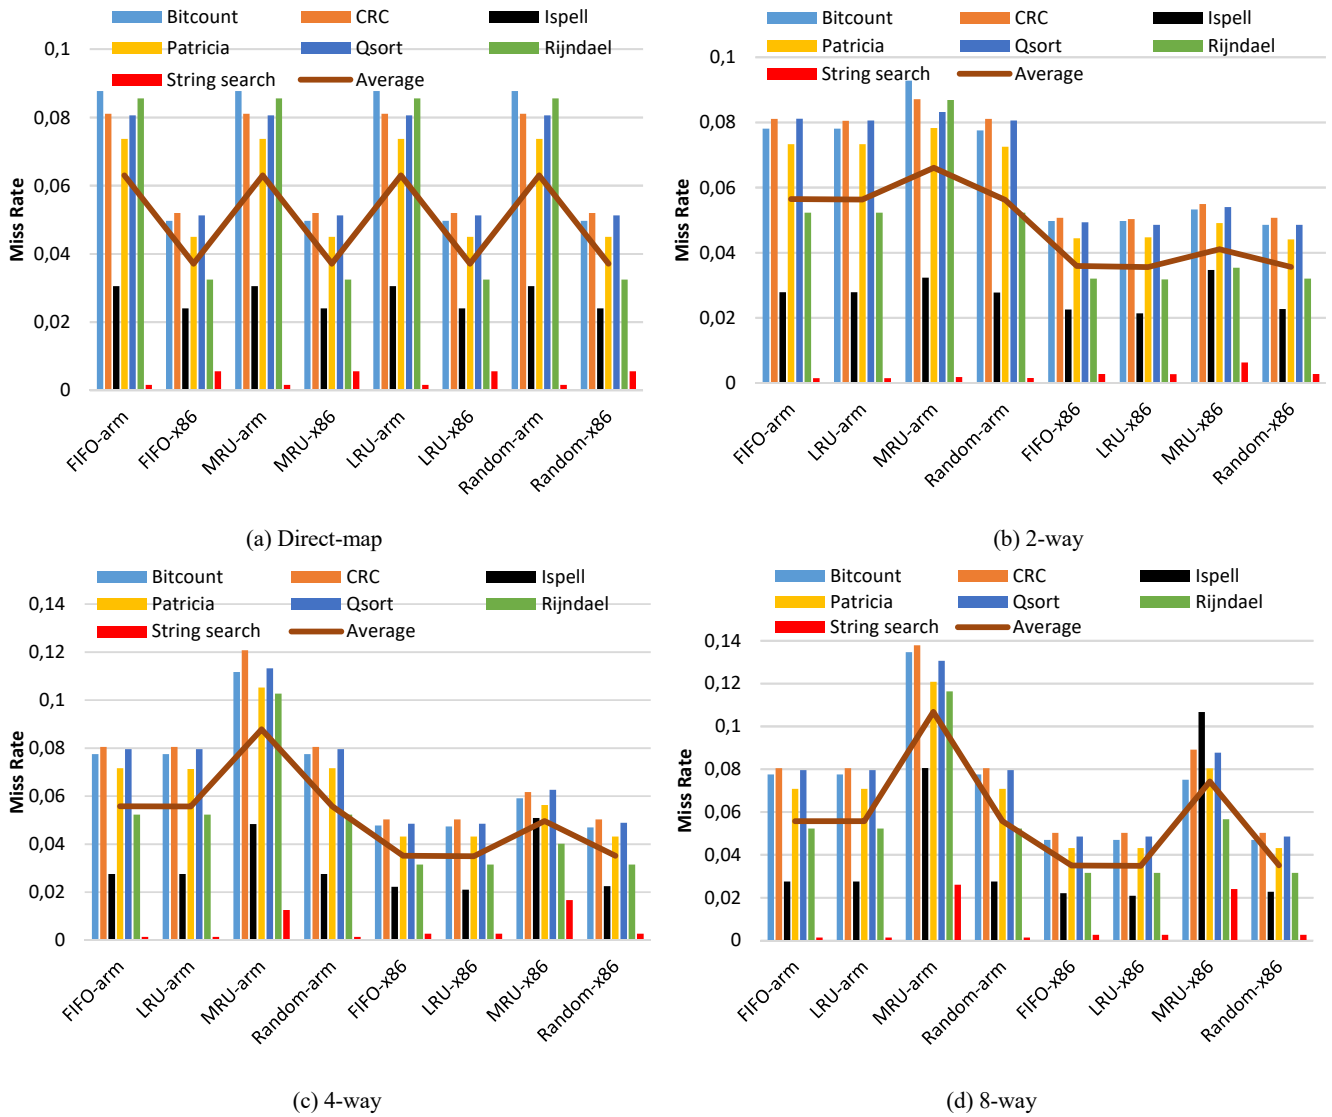 Bitcount CRC Ispell
Patricia Qsort Rijndael
String search Average
0,1
0,08
0,06
0,04
0,02
0
Miss Rate
FIFO-arm FIFO-x86 MRU-arm MRU-x86 LRU-arm LRU-x86 Random-arm Random-x86
(a) Direct-map
Bitcount CRC Ispell
Patricia Qsort Rijndael
String search Average
0,1
0,08
0,06
0,04
0,02
0
Miss Rate
FIFO-arm LRU-arm MRU-arm Random-arm FIFO-x86 LRU-x86 MRU-x86 Random-x86
(b) 2-way
Bitcount CRC Ispell
Patricia Qsort Rijndael
String search Average
0,14
0,12
0,1
0,08
0,06
0,04
0,02
0
Miss Rate
FIFO-arm LRU-arm MRU-arm Random-arm FIFO-x86 LRU-x86 MRU-x86 Random-x86
(c) 4-way
Bitcount CRC Ispell
Patricia Qsort Rijndael
String search Average
0,14
0,12
0,1
0,08
0,06
0,04
0,02
0
Miss Rate
FIFO-arm LRU-arm MRU-arm Random-arm FIFO-x86 LRU-x86 MRU-x86 Random-x86
(d) 8-way